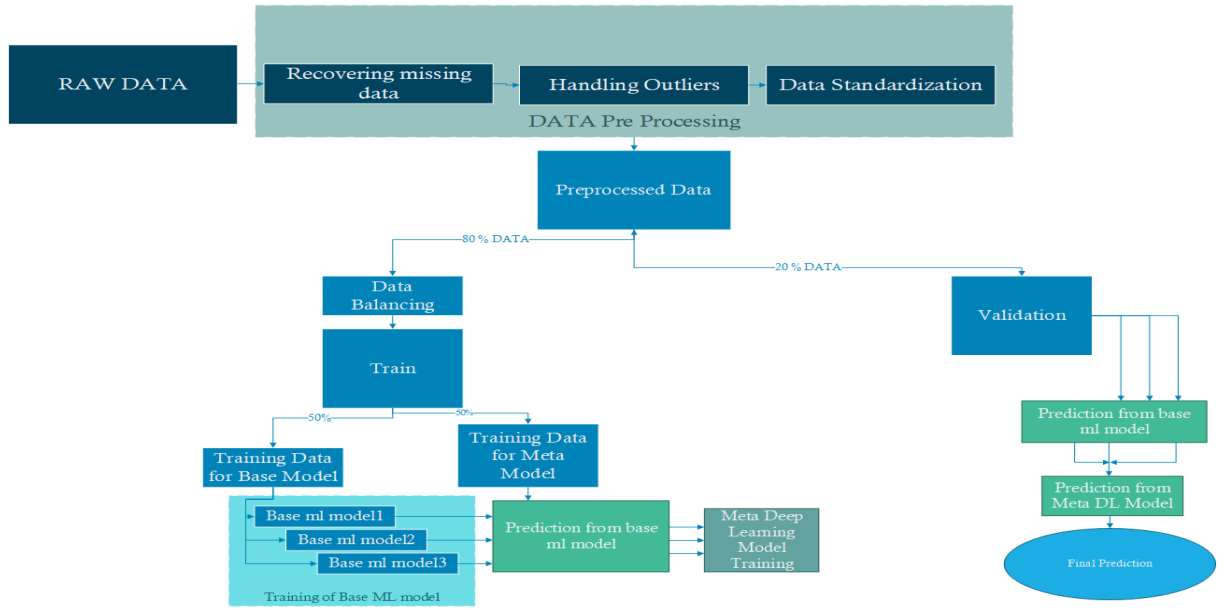 RAW DATA
Recovering missing
data
Handling Outliers
Data Standardization
DATA Pre Processing
Preprocessed Data
80 % DATA
20 % DATA
Data
Balancing
Validation
Train
50%
50%
Training Data
for Base Model
Training Data
for Meta
Model
Prediction from base
ml model
Prediction from
Meta DL Model
Final Prediction
Base ml model1
Base ml model2
Base ml model3
Training of Base ML model
Prediction from base
ml model
Meta Deep
Learning
Model
Training